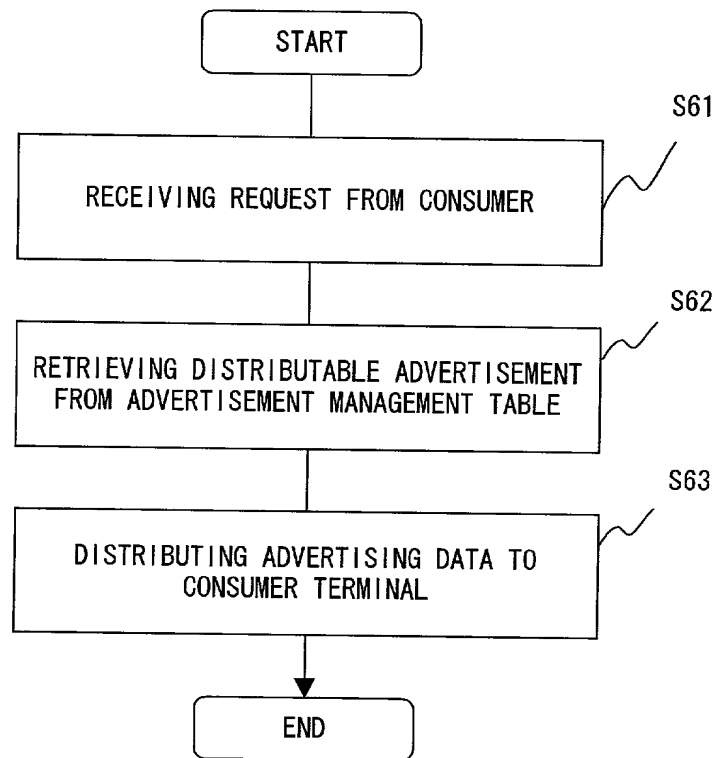 START
S61
RECEIVING REQUEST FROM CONSUMER
S62
RETRIEVING DISTRIBUTABLE ADVERTISEMENT
FROM ADVERTISEMENT MANAGEMENT TABLE
S63
DISTRIBUTING ADVERTISING DATA TO
CONSUMER TERMINAL
END